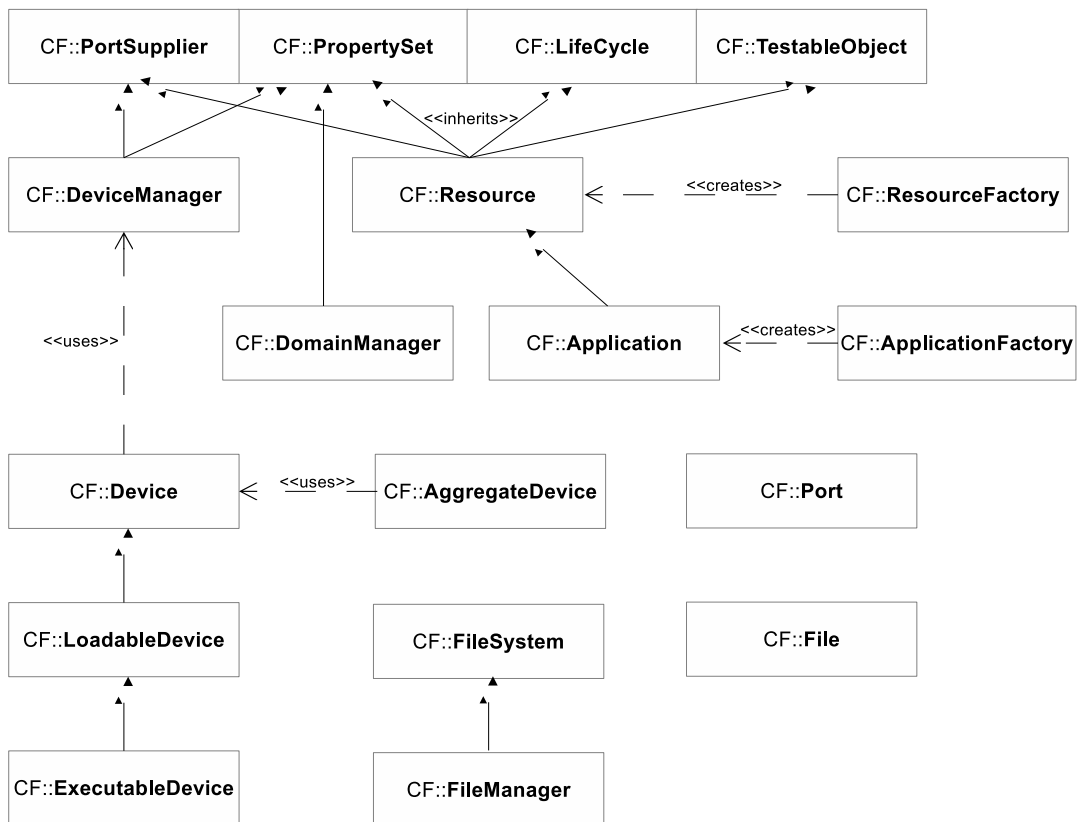 CF::PortSupplier
CF::PropertySet
CF::LifeCycle
CF::TestableObject
<<inherits>>
CF::DeviceManager
CF::Resource
<<creates>>
CF::ResourceFactory
<<uses>>
CF::DomainManager
CF::Application
<<creates>>
CF::ApplicationFactory
CF::Device
<<uses>>
CF::AggregateDevice
CF::Port
CF::LoadableDevice
CF::FileSystem
CF::File
CF::ExecutableDevice
CF::FileManager